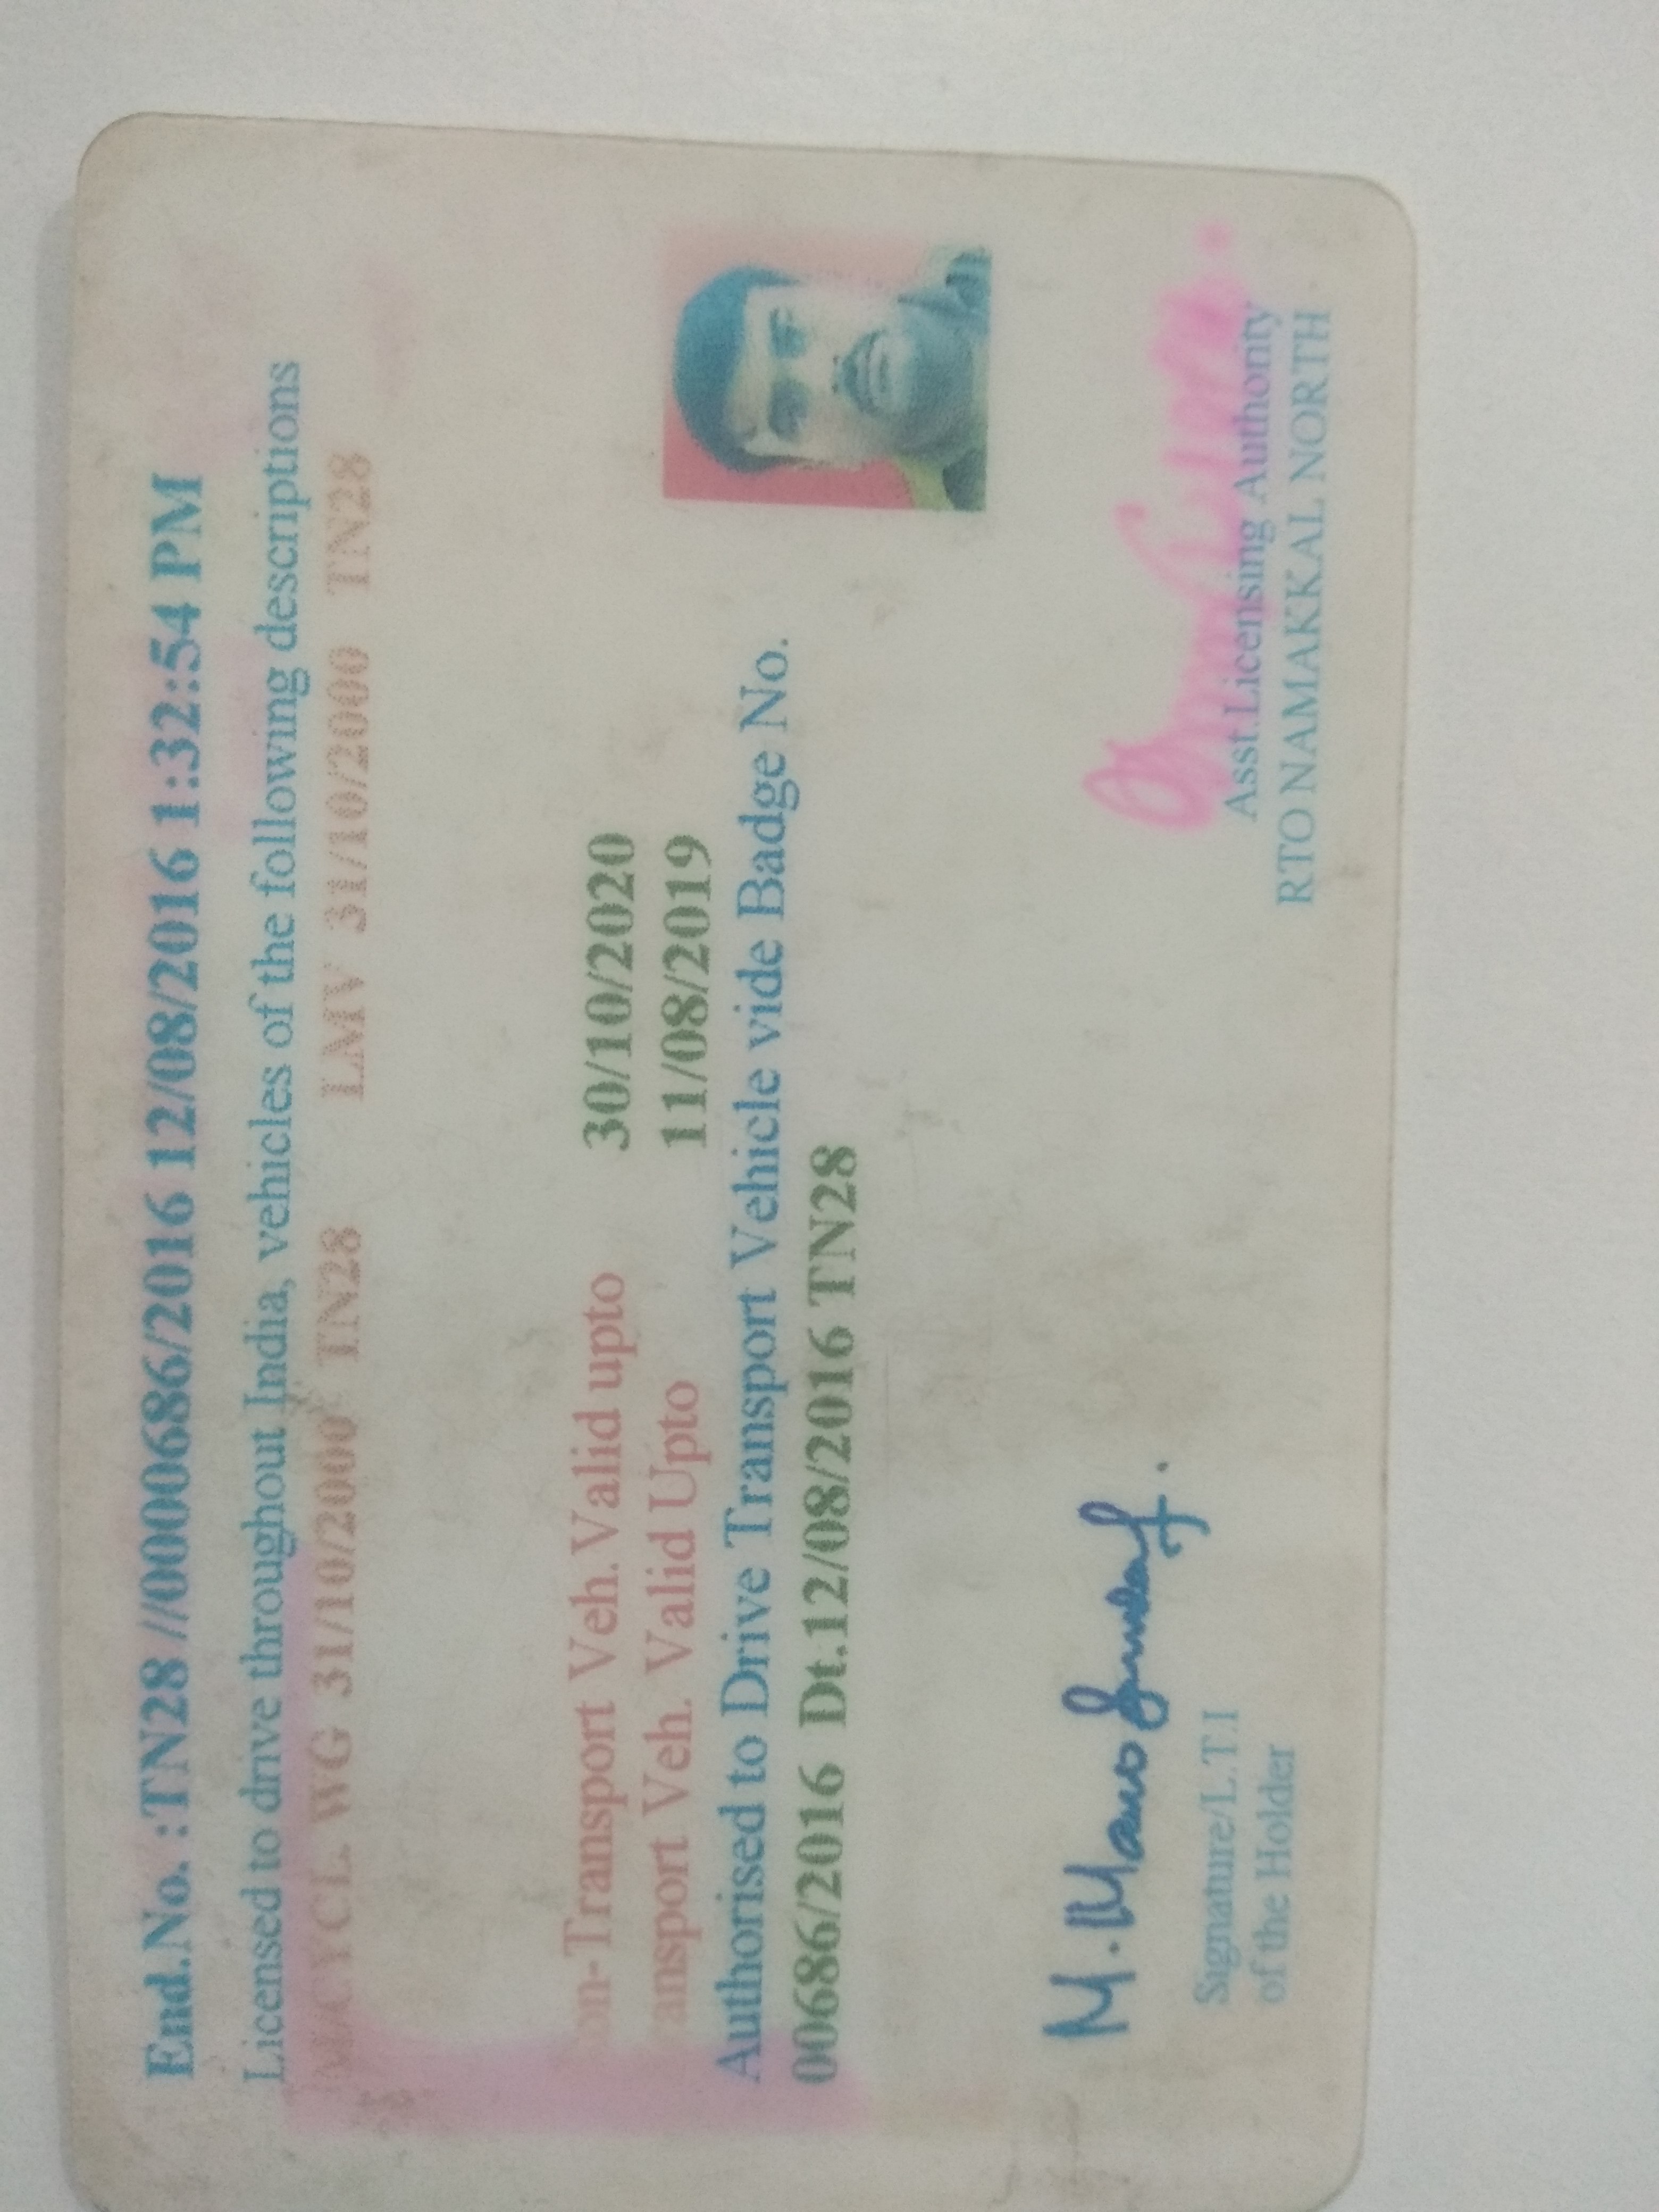 End.No. :TN28 //0000686/2016 12/08/2016 1:32:54 PM
Licensed to drive throughout India, vehicles of the following descriptions
M/CYCL. WG 31/10/2000 TN28 LMV 31/10/2000 TN28
on-Transport Veh. Valid upto 30/10/2020
ansport Veh. Valid Upto 11/08/2019
Authorised to Drive Transport Vehicle vide Badge No.
00686/2016 Dt.12/08/2016 TN28
Asst.Licensing Authority
RTO NAMAKKAL NORTH
M.
Signature/L.T.I
of the Holder